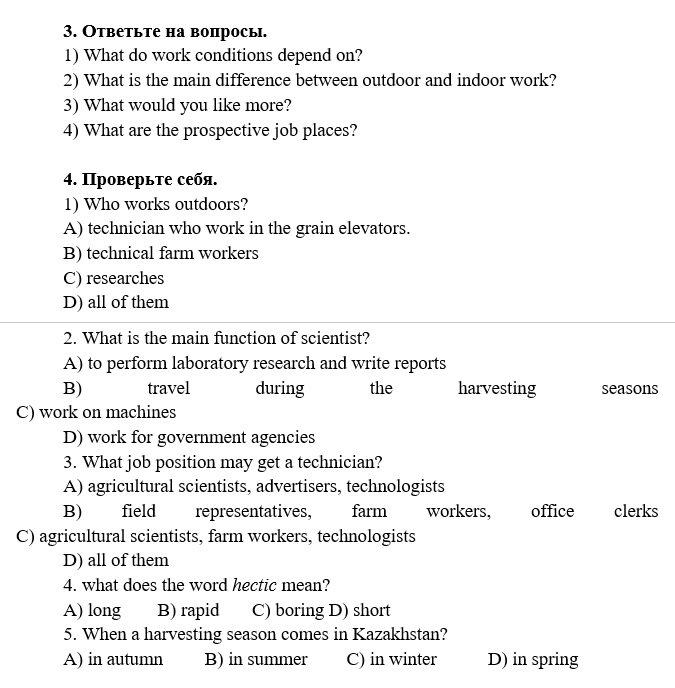 3. Ответьте на вопросы.
1) What do work conditions depend on?
2) What is the main difference between outdoor and indoor work?
3) What would you like more?
4) What are the prospective job places?
4. Проверьте себя.
1) Who works outdoors?
A) technician who work in the grain elevators.
B) technical farm workers
C) researches
D) all of them
2. What is the main function of scientist?
A) to perform laboratory research and write reports
B) travel during the harvesting seasons
C) work on machines
D) work for government agencies
3. What job position may get a technician?
A) agricultural scientists, advertisers, technologists
B) field representatives, farm workers, office clerks
C) agricultural scientists, farm workers, technologists
D) all of them
4. what does the word hectic mean?
A) long B) rapid C) boring D) short
5. When a harvesting season comes in Kazakhstan?
A) in autumn B) in summer C) in winter D) in spring